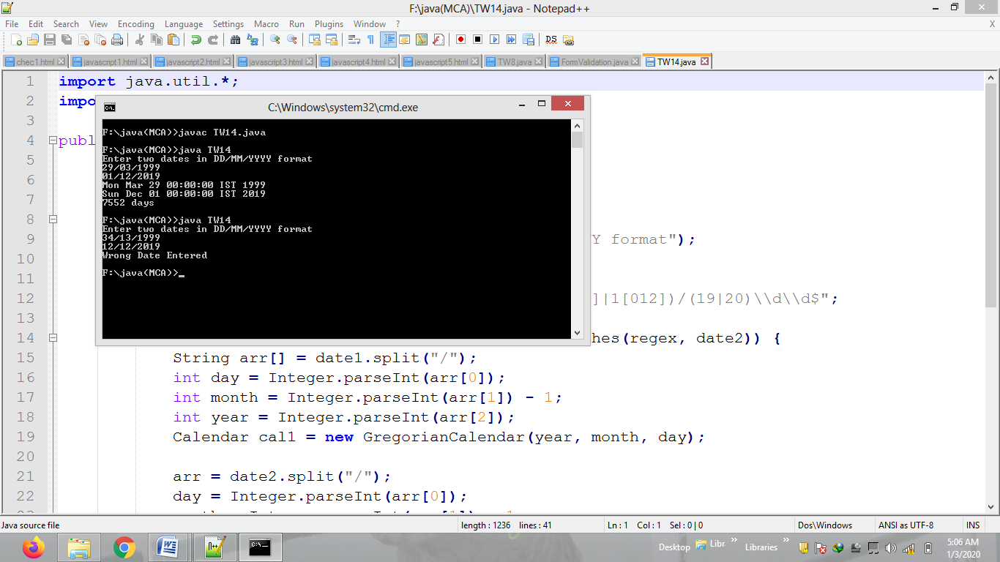 F:\java(MCA)\TW14.java - Notepad++
File Edit Search View Encoding Language Settings Macro Run Plugins Window ? X
chec1.html javascript1.html javascript2.html javascript3.html javascript4.html javascript5.html TW8.java FormValidation.java TW14.java
1 import java.util.*;
2 impo
3
4 publ
5
6
7
8
9 Y format");
10
11
12 ]|1[012])/(19|20)\\d\\d$";
13
14 hes(regex, date2)) {
15 String arr[] = date1.split("/");
16 int day = Integer.parseInt(arr[0]);
17 int month = Integer.parseInt(arr[1]) - 1;
18 int year = Integer.parseInt(arr[2]);
19 Calendar cal1 = new GregorianCalendar(year, month, day);
20
21 arr = date2.split("/");
22 day = Integer.parseInt(arr[0]);
C:\Windows\system32\cmd.exe
F:\java(MCA)>javac TW14.java
F:\java(MCA)>java TW14
Enter two dates in DD/MM/YYYY format
29/03/1999
01/12/2019
Mon Mar 29 00:00:00 IST 1999
Sun Dec 01 00:00:00 IST 2019
7552 days
F:\java(MCA)>java TW14
Enter two dates in DD/MM/YYYY format
34/13/1999
12/12/2019
Wrong Date Entered
F:\java(MCA)>_
Java source file length : 1236 lines : 41 Ln : 1 Col : 1 Sel : 0 | 0 Dos\Windows ANSI as UTF-8 INS
Desktop Libr » Libraries » 5:06 AM
1/3/2020